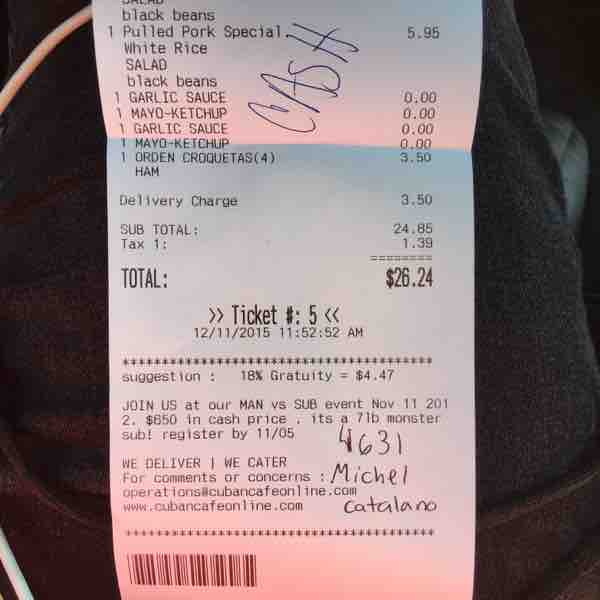 SALAD
black beans
1 Pulled Pork Special 5.95
White Rice
SALAD
black beans
CASH
1 GARLIC SAUCE 0.00
1 MAYO-KETCHUP 0.00
1 GARLIC SAUCE 0.00
1 MAYO-KETCHUP 0.00
1 ORDEN CROQUETAS(4) 3.50
HAM
Delivery Charge 3.50
SUB TOTAL: 24.85
Tax 1: 1.39
========
TOTAL: $26.24
>> Ticket #: 5 <<
12/11/2015 11:52:52 AM
****************************************
suggestion : 18% Gratuity = $4.47
JOIN US at our MAN vs SUB event Nov 11 201
2. $650 in cash price . its a 7lb monster
sub! register by 11/05
4631
WE DELIVER | WE CATER
For comments or concerns : Michel
operations@cubancafeonline.com
www.cubancafeonline.com Catalano
****************************************